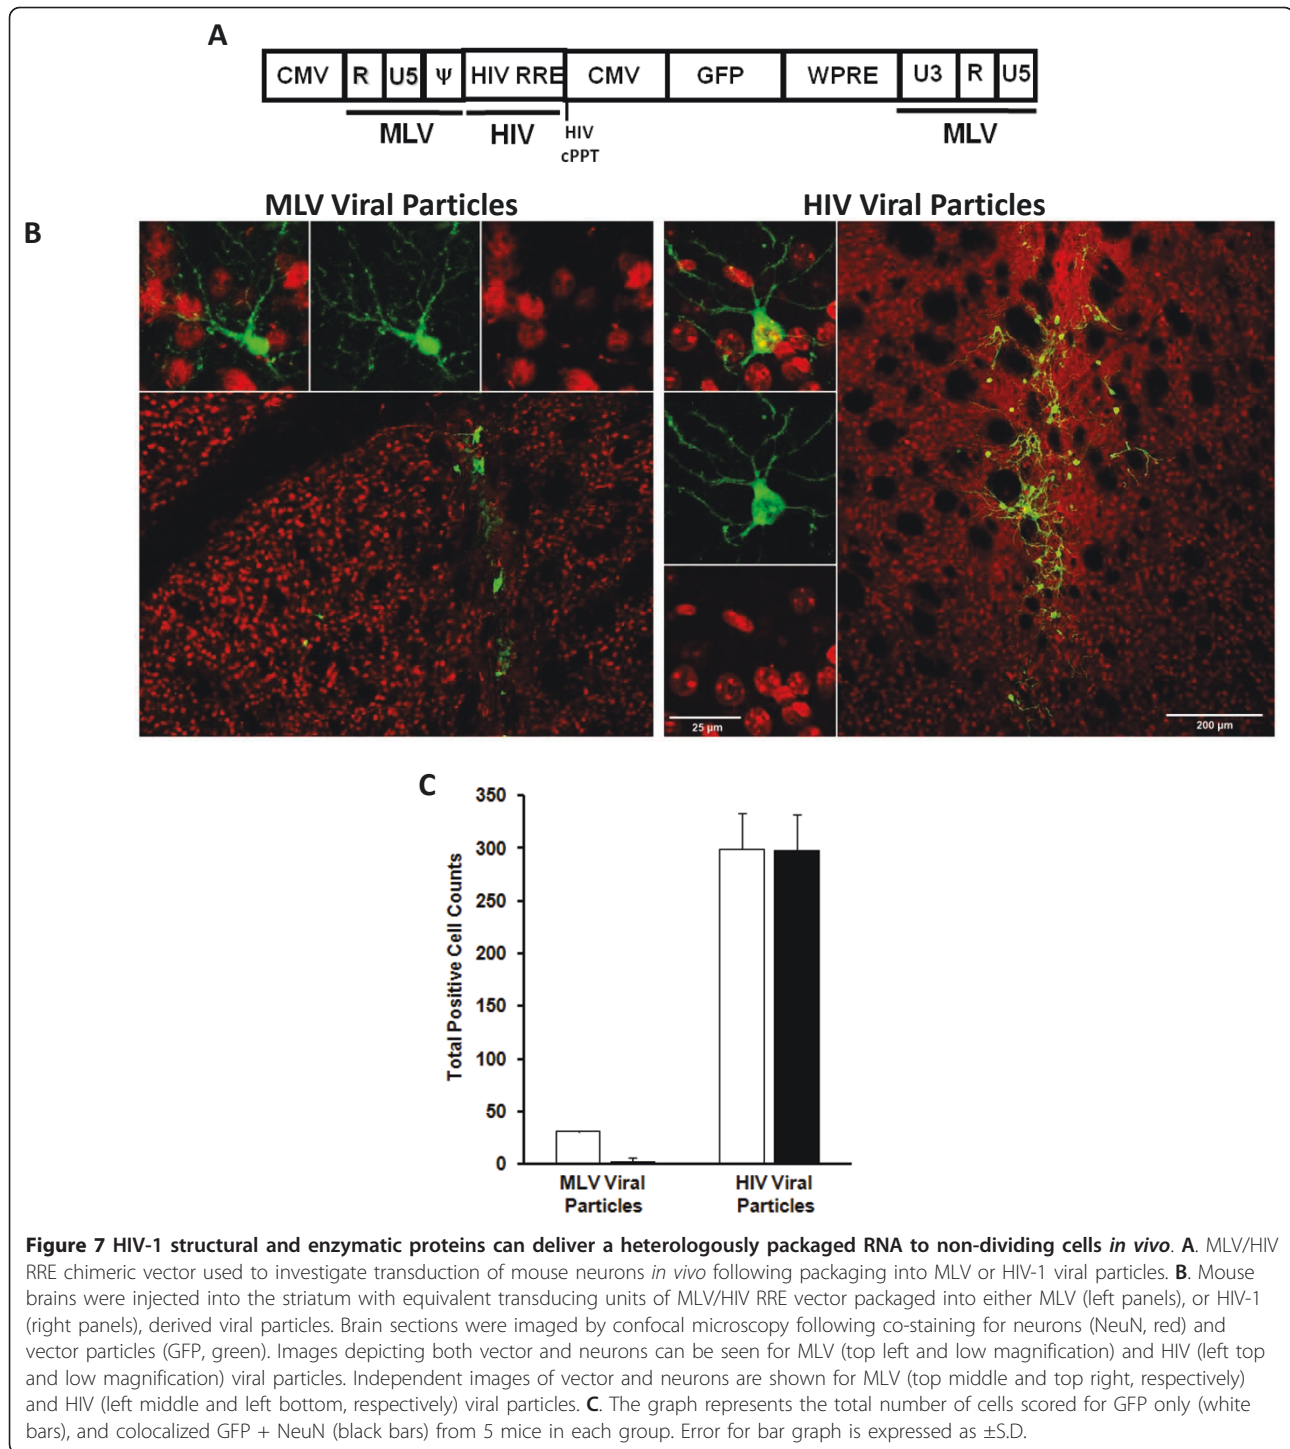 A
CMV R U5 Ψ HIV RRE CMV GFP WPRE U3 R U5
MLV HIV HIV MLV
cPPT
MLV Viral Particles HIV Viral Particles
B
25 µm
200 µm
C
350
300
250
200
150
100
50
0
Total Positive Cell Counts
MLV Viral HIV Viral
Particles Particles
Figure 7 HIV-1 structural and enzymatic proteins can deliver a heterologously packaged RNA to non-dividing cells in vivo. A. MLV/HIV
RRE chimeric vector used to investigate transduction of mouse neurons in vivo following packaging into MLV or HIV-1 viral particles. B. Mouse
brains were injected into the striatum with equivalent transducing units of MLV/HIV RRE vector packaged into either MLV (left panels), or HIV-1
(right panels), derived viral particles. Brain sections were imaged by confocal microscopy following co-staining for neurons (NeuN, red) and
vector particles (GFP, green). Images depicting both vector and neurons can be seen for MLV (top left and low magnification) and HIV (left top
and low magnification) viral particles. Independent images of vector and neurons are shown for MLV (top middle and top right, respectively)
and HIV (left middle and left bottom, respectively) viral particles. C. The graph represents the total number of cells scored for GFP only (white
bars), and colocalized GFP + NeuN (black bars) from 5 mice in each group. Error for bar graph is expressed as ±S.D.